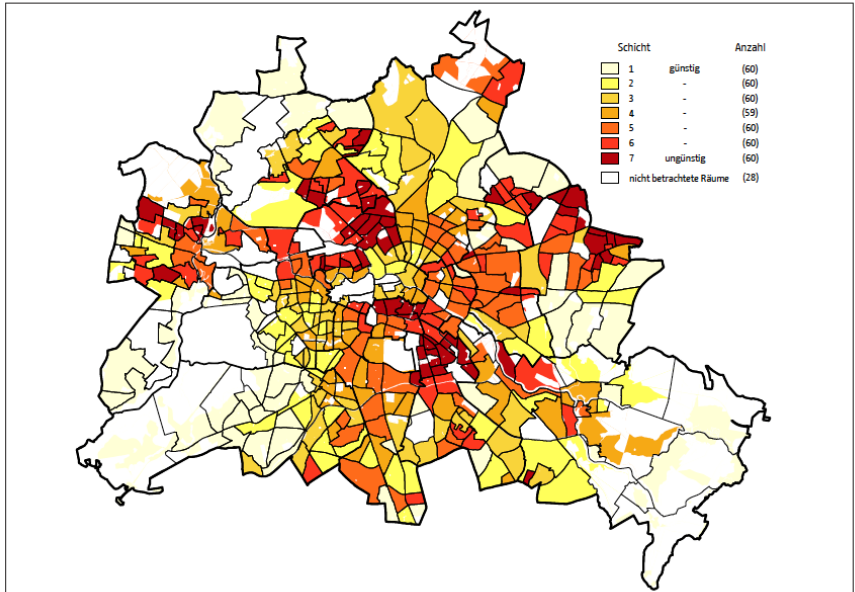 Schicht Anzahl
1 günstig (60)
2 - (60)
3 - (60)
4 - (59)
5 - (60)
6 - (60)
7 ungünstig (60)
nicht betrachtete Räume (28)